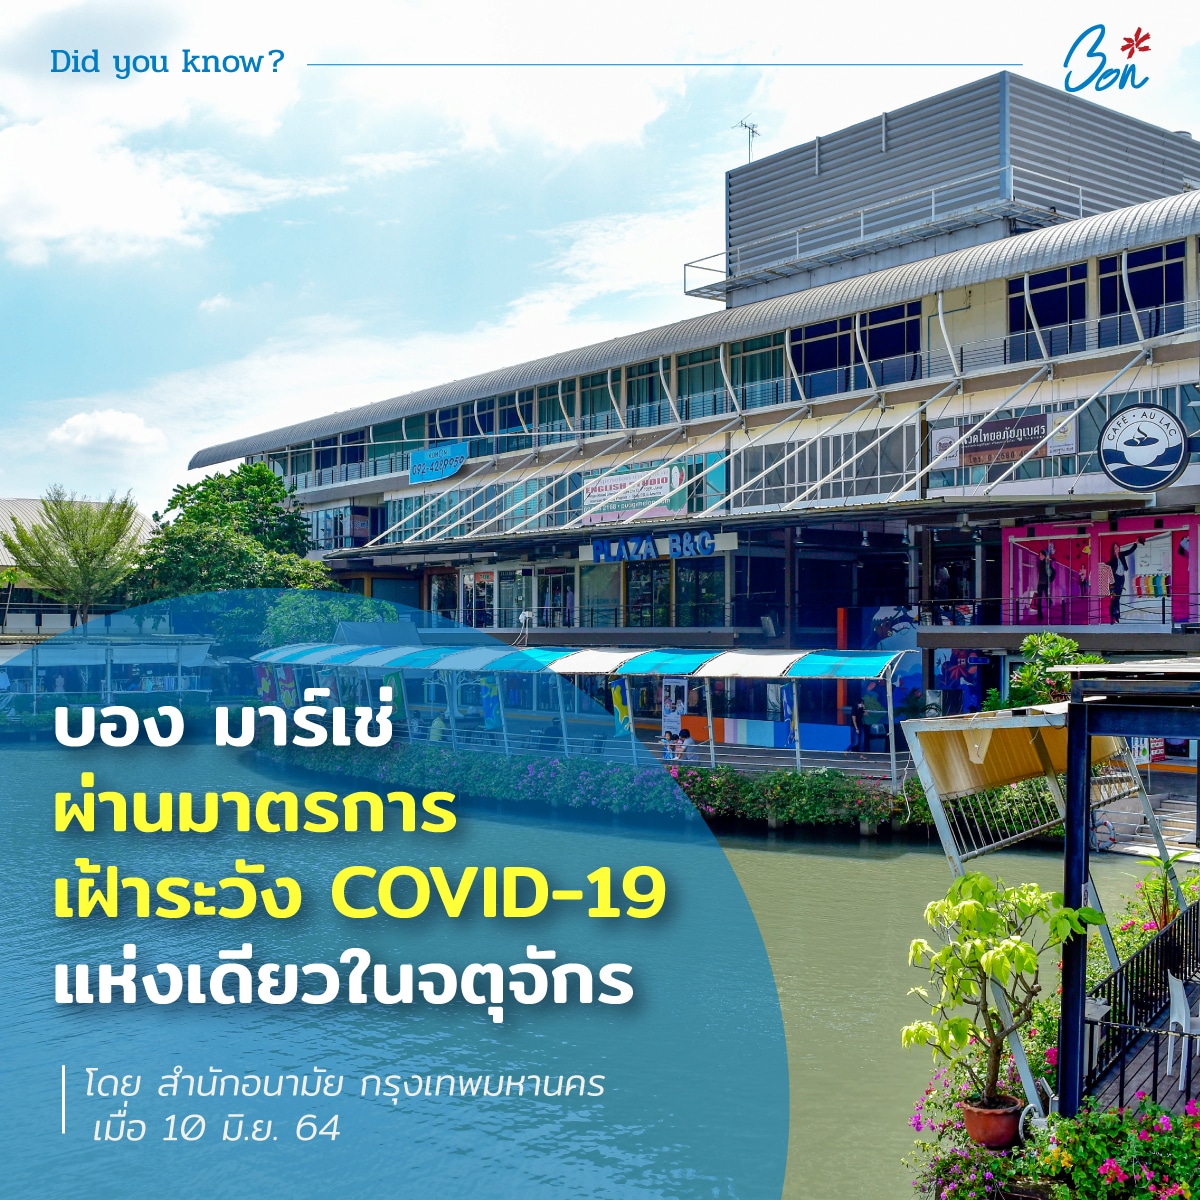 Did you know?
Bon
092-4289959
ENGLISH STUDIO
PLAZA B&C
CAFÉ · AU LAC
บอง มาร์เช่
ผ่านมาตรการ
เฝ้าระวัง COVID-19
แห่งเดียวในจตุจักร
โดย สำนักอนามัย กรุงเทพมหานคร
เมื่อ 10 มิ.ย. 64